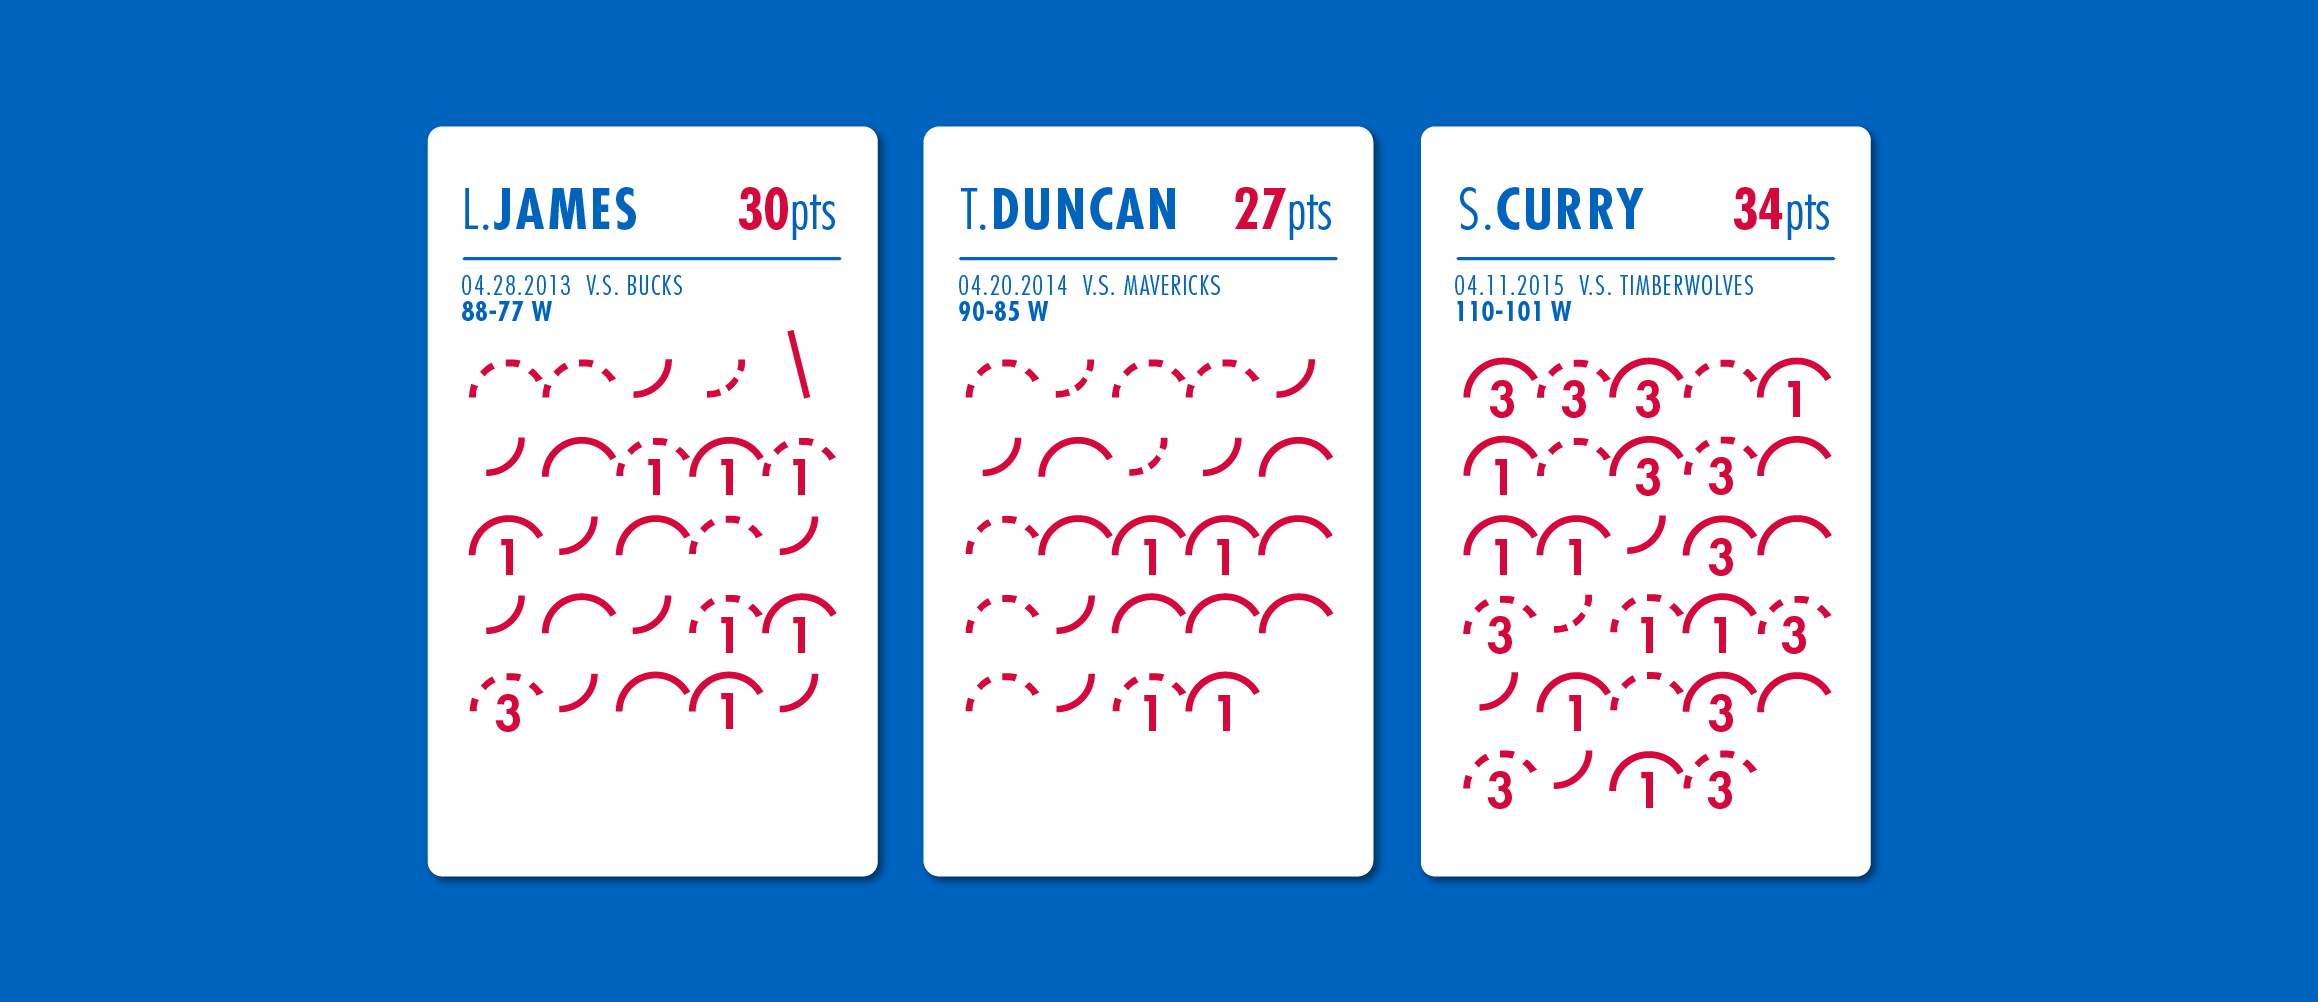 L.JAMES 30pts
04.28.2013 V.S. BUCKS
88-77 W
1 1 1
1
1 1
3 1
T.DUNCAN 27pts
04.20.2014 V.S. MAVERICKS
90-85 W
1 1
1 1
S.CURRY 34pts
04.11.2015 V.S. TIMBERWOLVES
110-101 W
3 3 3 1
1 3 3
1 1 3
3 1 1 3
1 3
3 1 3